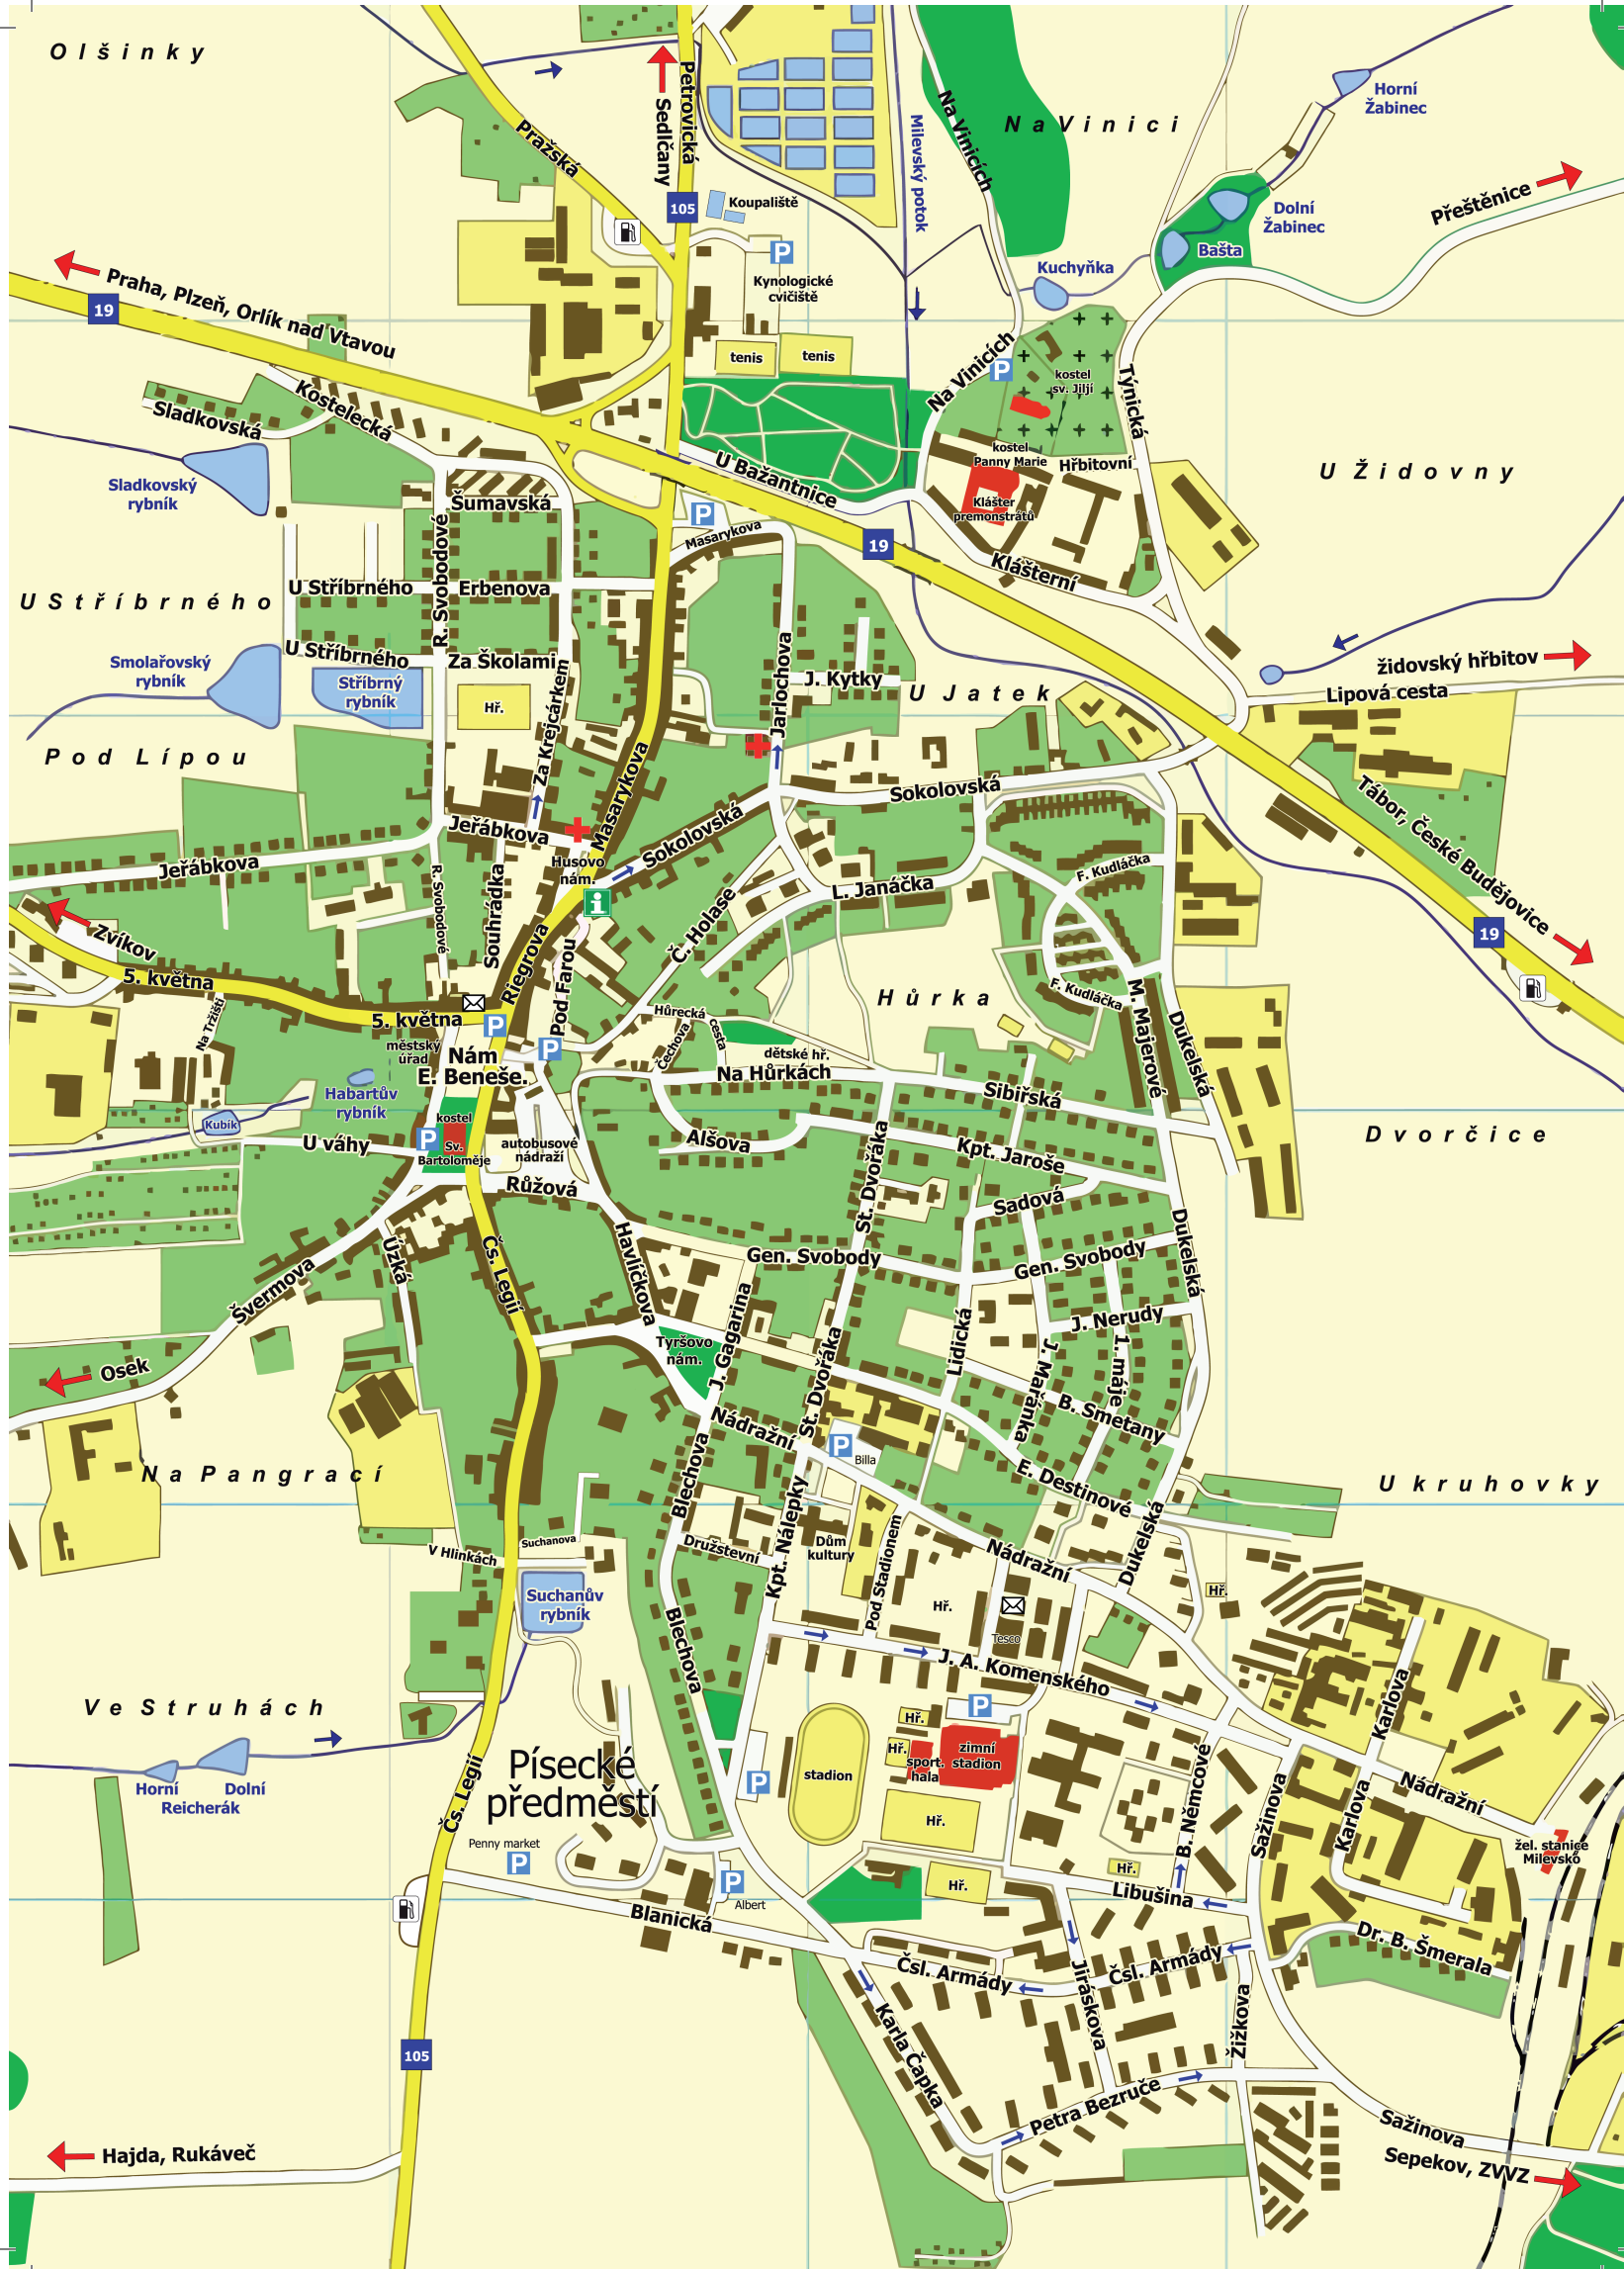 Olšinky
Pražská
Petrovická
Sedlčany
105
Koupaliště
P
Kynologické
cvičiště
tenis
tenis
Milevský potok
Na Vinicích
Na Vinici
Horní
Žabinec
Dolní
Žabinec
Bašta
Kuchyňka
Přeštěnice
19
Praha, Plzeň, Orlík nad Vtavou
Kostelecká
Sladkovská
Sladkovský
rybník
Na Vinicích
P
kostel
sv. Jiljí
Týnická
kostel
Panny Marie
Hřbitovní
Klášter
premonstrátů
U Bažantnice
U Židovny
Šumavská
P
Masarykova
19
Klášterní
U Stříbrného
R. Svobodové
Erbenova
U Stříbrného
U Stříbrného
Za Školami
Smolařovský
rybník
Stříbrný
rybník
Hř.
Za Krejcárkem
Jarlochova
J. Kytky
U Jatek
židovský hřbitov
Lipová cesta
Pod Lípou
Masarykova
Sokolovská
Sokolovská
Jeřábkova
Jeřábkova
Husovo
nám.
i
Tábor, České Budějovice
19
R. Svobodové
Souhrádka
Riegrova
Pod Farou
Č. Holase
L. Janáčka
F. Kudláčka
F. Kudláčka
M. Majerové
Dukelská
Zvíkov
5. května
5. května
Na Tržišti
P
městský
úřad
Nám
E. Beneše.
P
Hůrka
Hůrecká
cesta
Čechova
dětské hř.
Na Hůrkách
Sibiřská
Habartův
rybník
Kubík
U váhy
P
kostel
Sv.
Bartoloměje
autobusové
nádraží
Růžová
Alšova
St. Dvořáka
Kpt. Jaroše
Sadová
Dvorčice
Švermova
Úzká
Čs. Legií
Havlíčkova
Gen. Svobody
Gen. Svobody
Dukelská
Osek
Tyršovo
nám.
J. Gagarina
St. Dvořáka
Lidická
J. Mařánka
J. Nerudy
1. máje
B. Smetany
Nádražní
P
Billa
E. Destinové
Na Pangrací
U kruhovky
Blechova
Kpt. Nálepky
Suchanova
V Hlinkách
Družstevní
Dům
kultury
Pod Stadionem
Nádražní
Dukelská
Suchanův
rybník
Hř.
Hř.
Tesco
Blechova
J. A. Komenského
Ve Struhách
Horní
Dolní
Reicherák
Písecké
předměstí
Čs. Legií
Penny market
P
P
stadion
Hř.
Hř.
P
sport.
hala
zimní
stadion
Hř.
Hř.
Hř.
B. Němcové
Sažinova
Karlova
Karlova
Nádražní
žel. stanice
Milevsko
P
Albert
Blanická
Libušina
Čsl. Armády
Čsl. Armády
Dr. B. Šmerala
Jiráskova
Žižkova
Karla Čapka
Petra Bezruče
105
Hajda, Rukáveč
Sažinova
Sepekov, ZVVZ